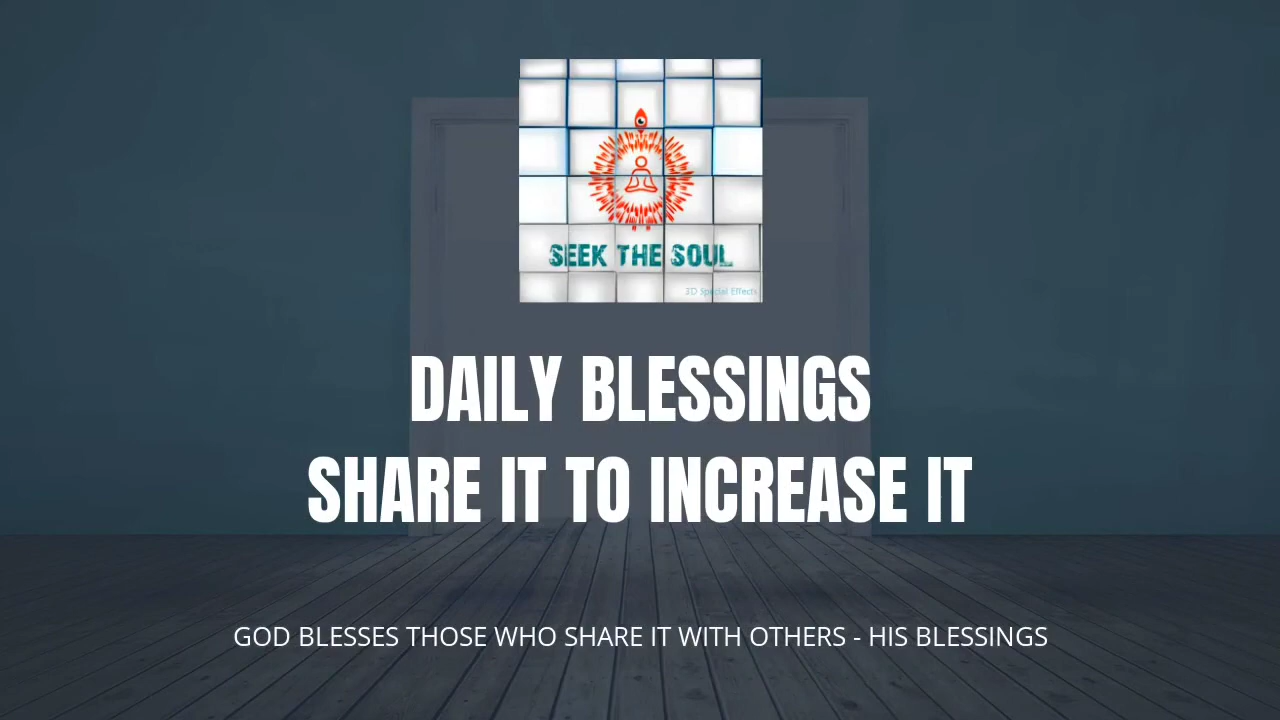 SEEK THE SOUL
3D Special Effects
DAILY BLESSINGS
SHARE IT TO INCREASE IT
GOD BLESSES THOSE WHO SHARE IT WITH OTHERS - HIS BLESSINGS